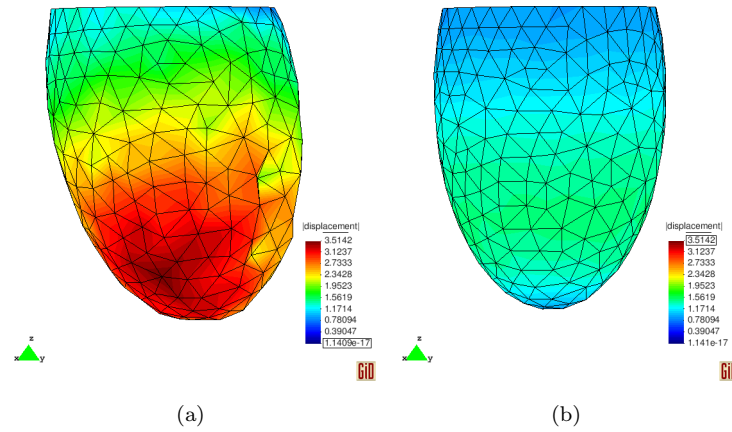 |displacement|
3.5142
3.1237
2.7333
2.3428
1.9523
1.5619
1.1714
0.78094
0.39047
1.1409e-17
z
x y
GiD
(a)
|displacement|
3.5142
3.1237
2.7333
2.3428
1.9523
1.5619
1.1714
0.78094
0.39047
1.141e-17
z
x y
Gi
(b)